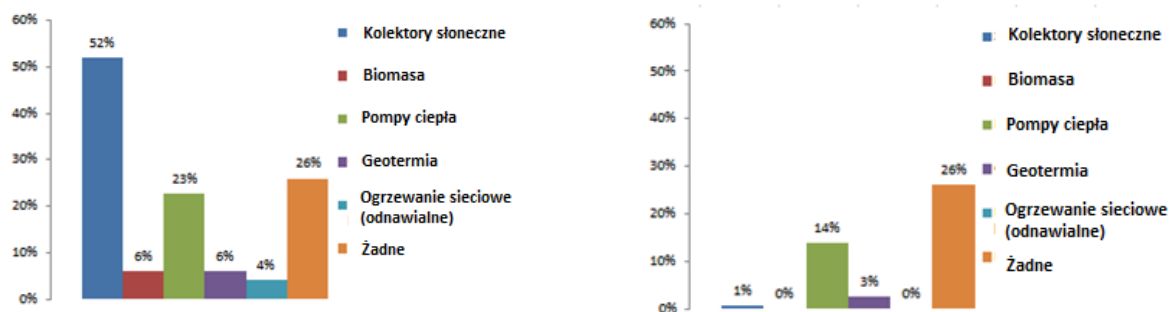 60%
50%
40%
30%
20%
10%
0%
52%
6%
23%
6%
4%
26%
Kolektory słoneczne
Biomasa
Pompy ciepła
Geotermia
Ogrzewanie sieciowe
(odnawialne)
Żadne
60%
50%
40%
30%
20%
10%
0%
1%
0%
14%
3%
0%
26%
Kolektory słoneczne
Biomasa
Pompy ciepła
Geotermia
Ogrzewanie sieciowe
(odnawialne)
Żadne